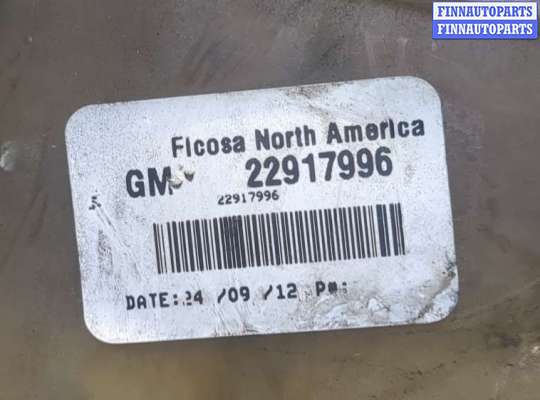 FINNAUTOPARTS
FINNAUTOPARTS
Ficosa North America
GM 22917996
22917996
DATE:24 /09 /12 P#: